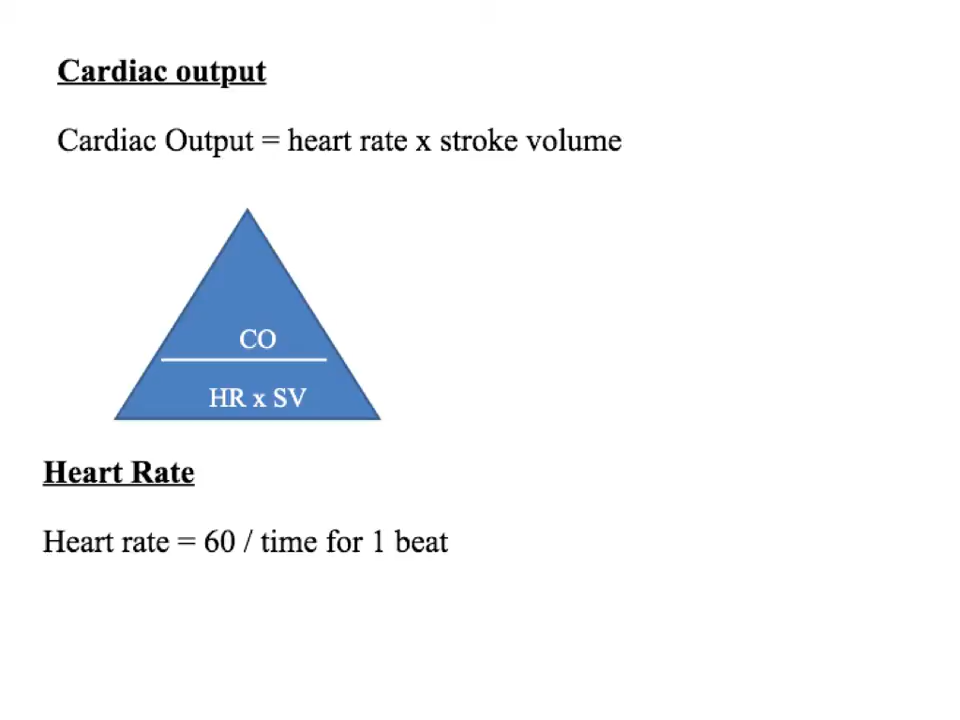 Cardiac output
Cardiac Output = heart rate x stroke volume
CO
HR x SV
Heart Rate
Heart rate = 60 / time for 1 beat